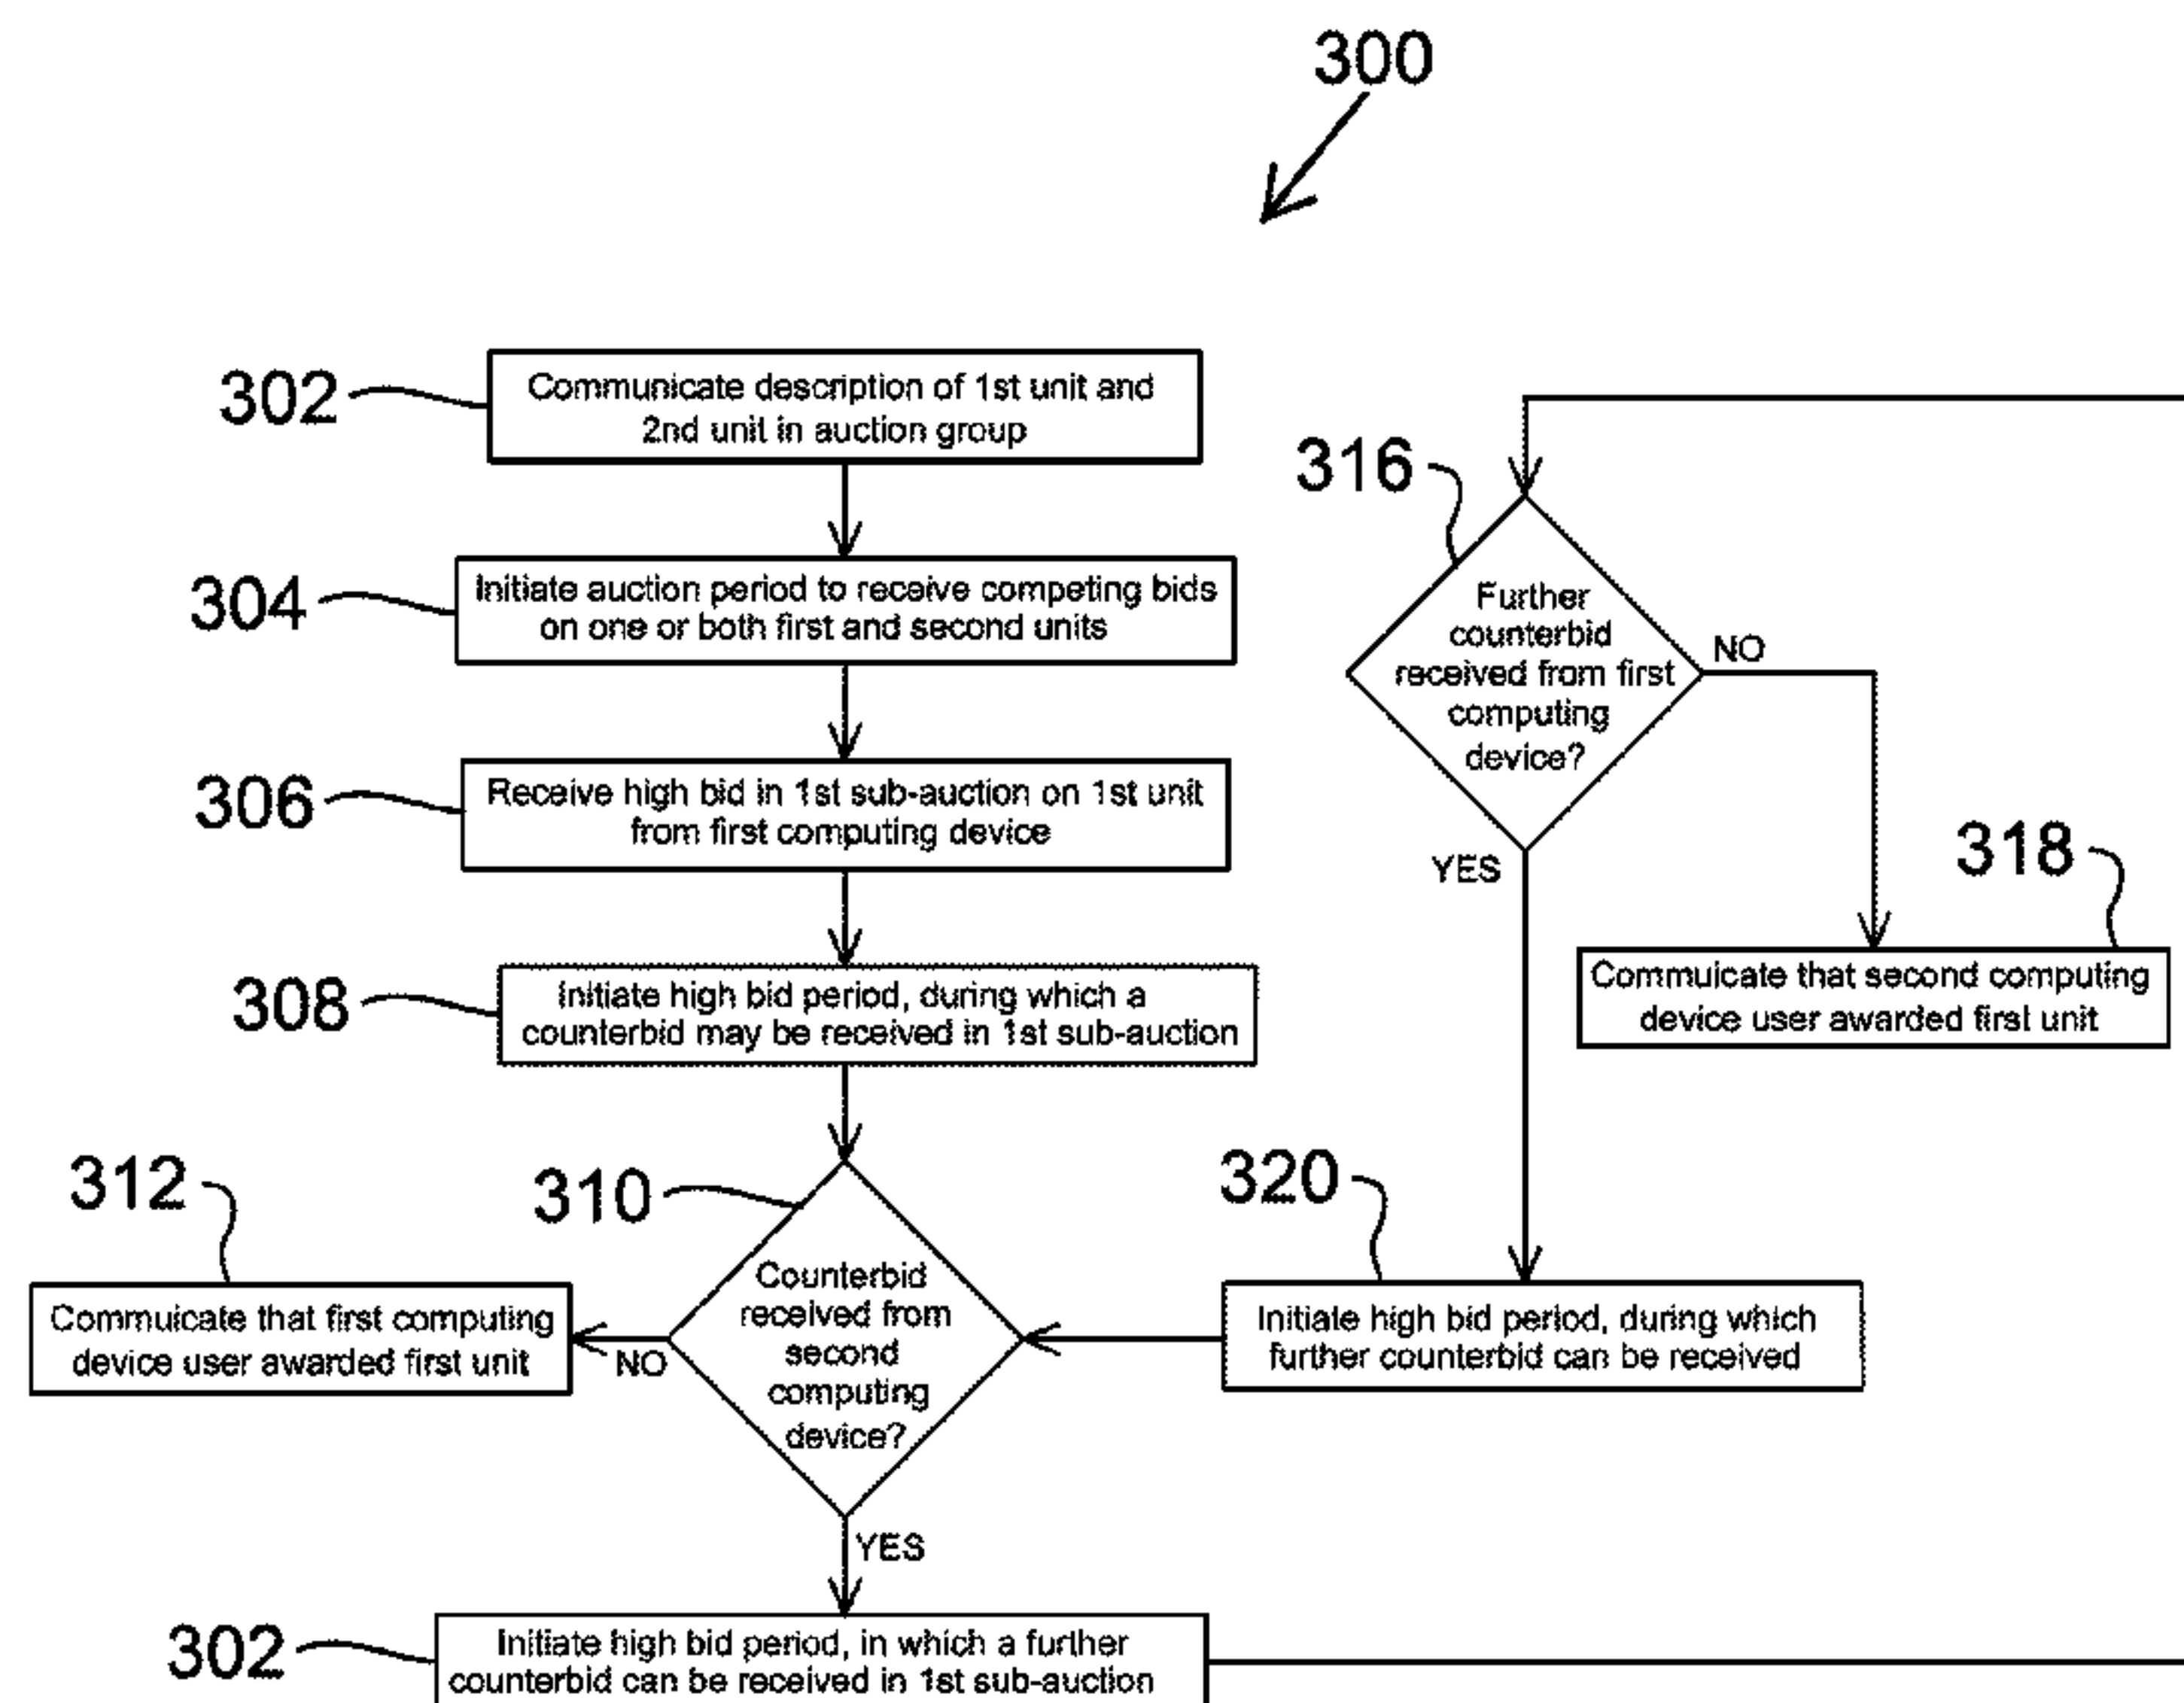 300
302
Communicate description of 1st unit and
2nd unit in auction group
304
Initiate auction period to receive competing bids
on one or both first and second units
306
Receive high bid in 1st sub-auction on 1st unit
from first computing device
308
Initiate high bid period, during which a
counterbid may be received in 1st sub-auction
310
Counterbid
received from
second
computing
device?
NO
312
Commuicate that first computing
device user awarded first unit
YES
302
Initiate high bid period, in which a further
counterbid can be received in 1st sub-auction
316
Further
counterbid
received from first
computing
device?
NO
318
Commuicate that second computing
device user awarded first unit
YES
320
Initiate high bid period, during which
further counterbid can be received